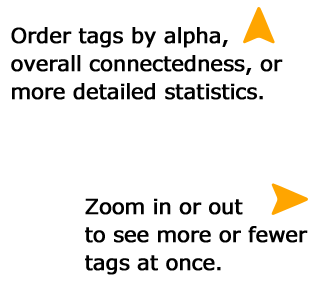 Order tags by alpha,
overall connectedness, or
more detailed statistics.
Zoom in or out
to see more or fewer
tags at once.